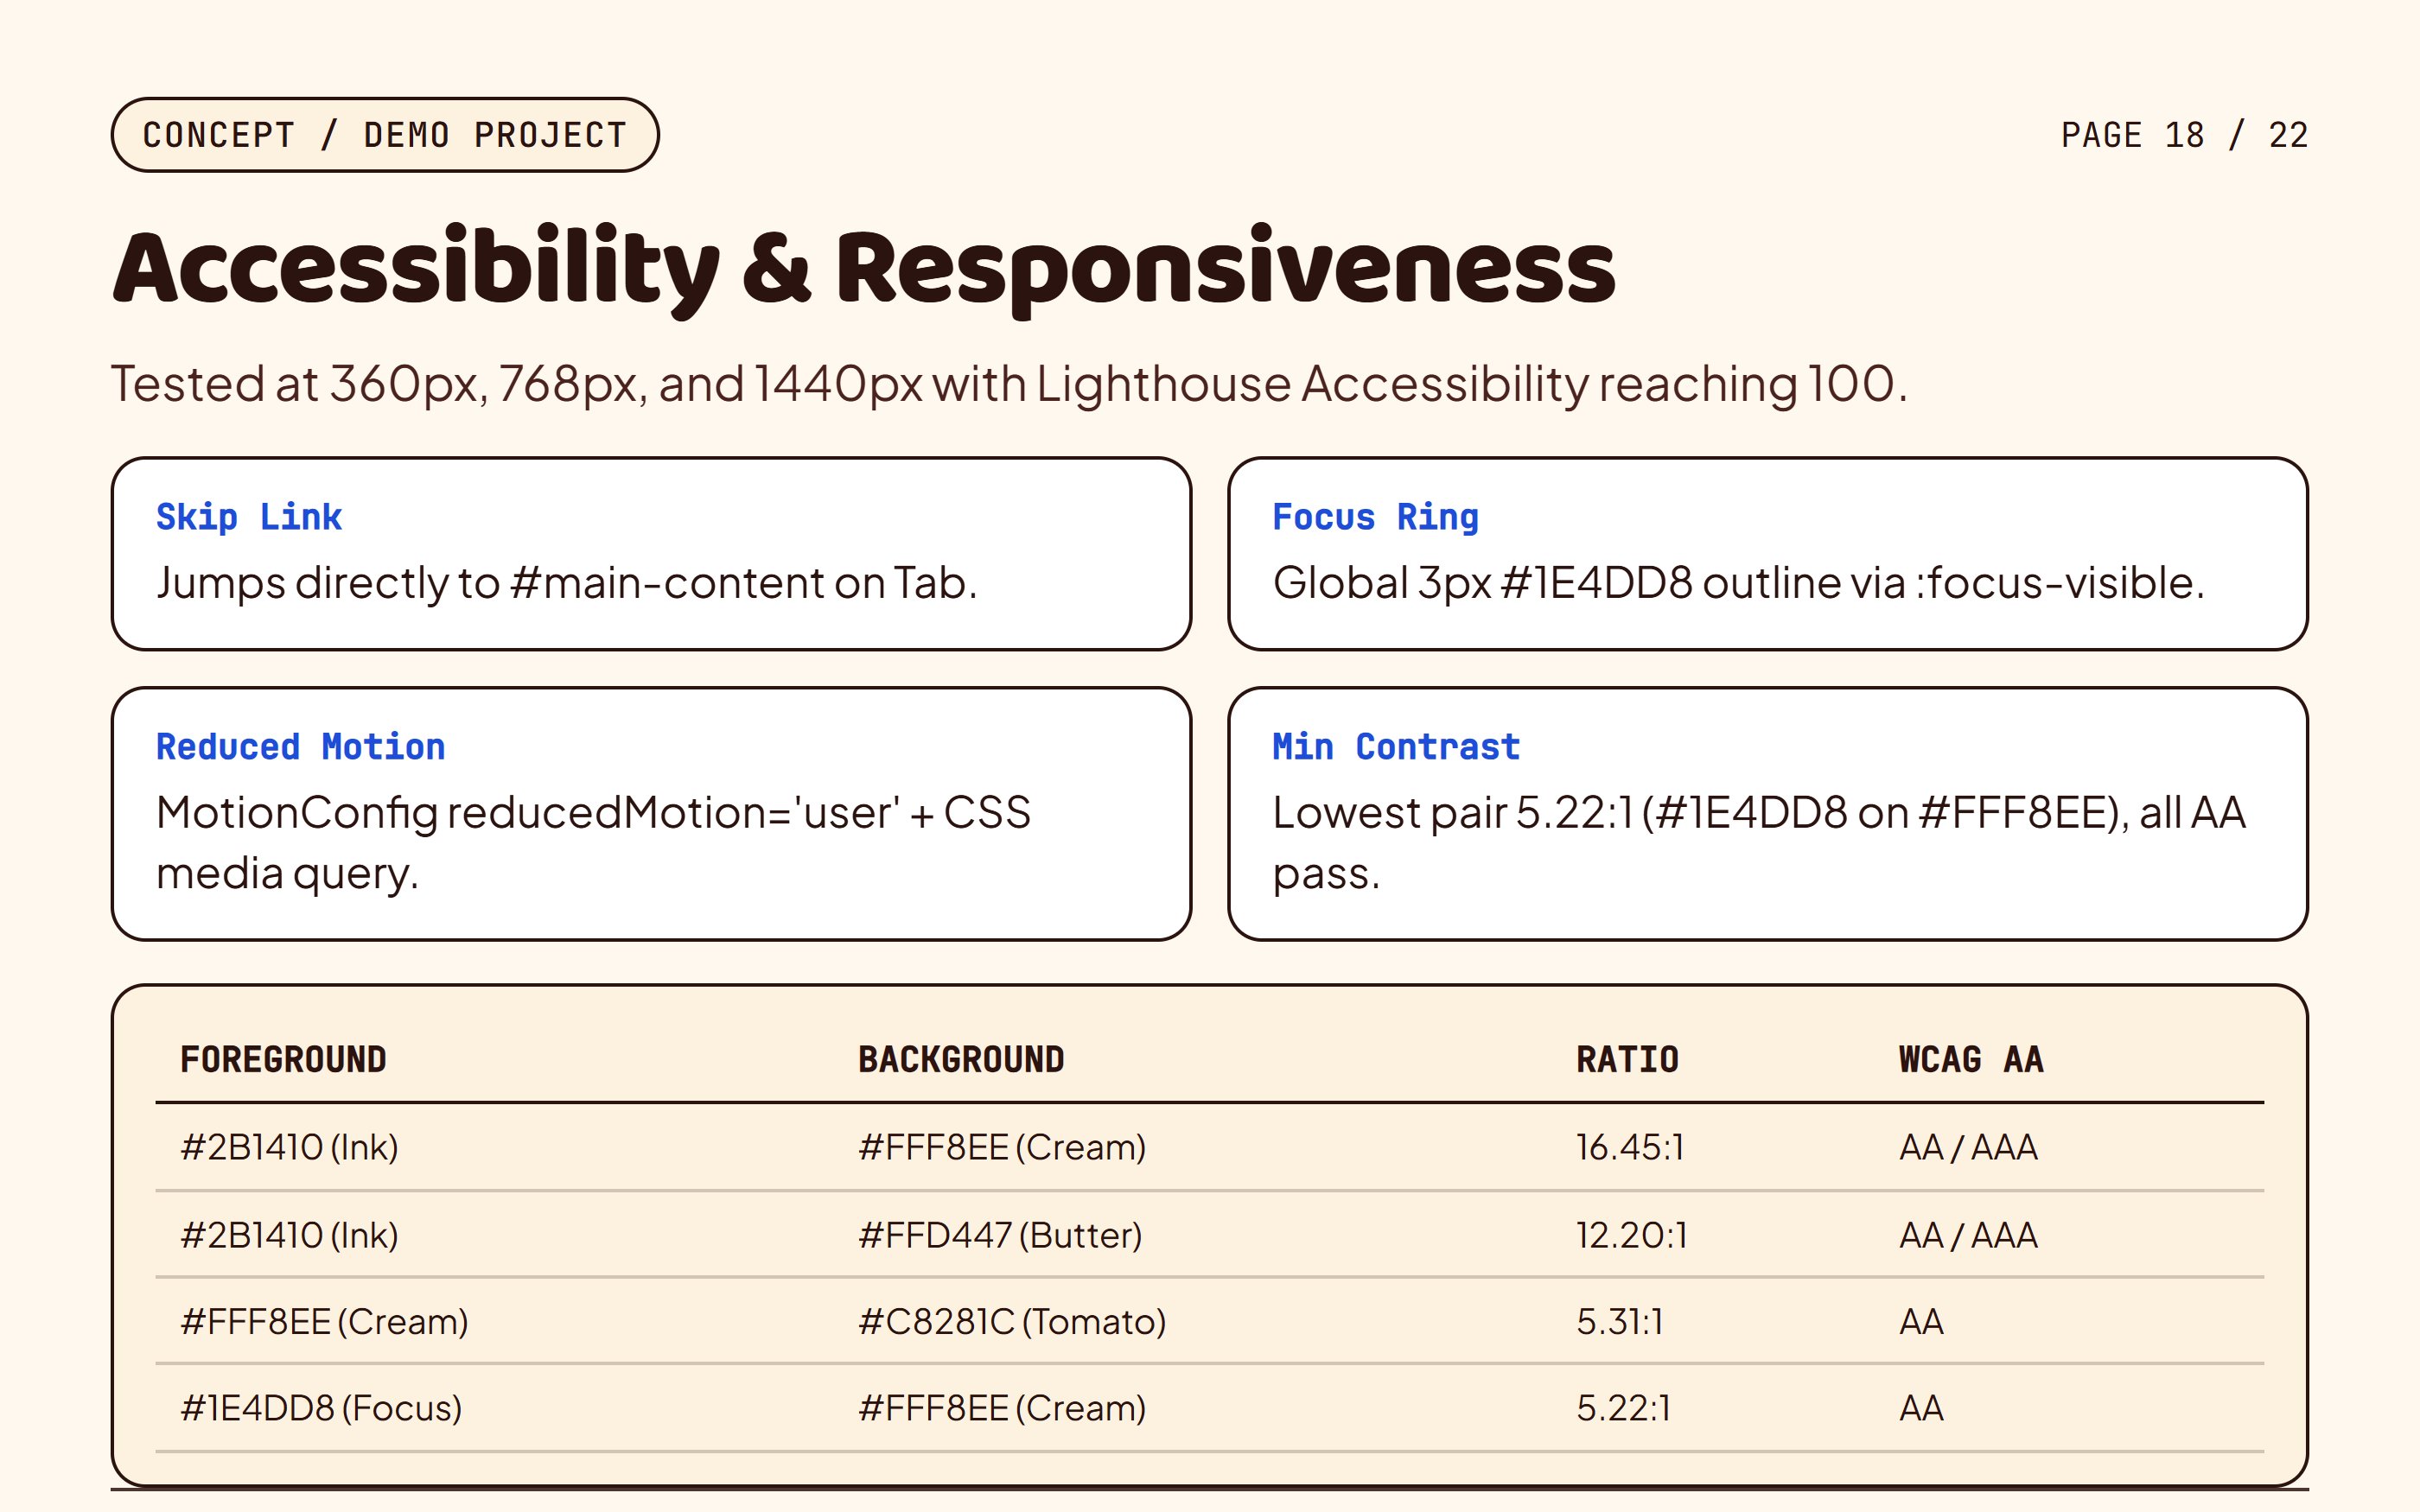 CONCEPT / DEMO PROJECT
PAGE 18 / 22
Accessibility & Responsiveness
Tested at 360px, 768px, and 1440px with Lighthouse Accessibility reaching 100.
Skip Link
Jumps directly to #main-content on Tab.
Focus Ring
Global 3px #1E4DD8 outline via :focus-visible.
Reduced Motion
MotionConfig reducedMotion='user' + CSS
media query.
Min Contrast
Lowest pair 5.22:1 (#1E4DD8 on #FFF8EE), all AA
pass.
FOREGROUND BACKGROUND RATIO WCAG AA
#2B1410 (Ink) #FFF8EE (Cream) 16.45:1 AA / AAA
#2B1410 (Ink) #FFD447 (Butter) 12.20:1 AA / AAA
#FFF8EE (Cream) #C8281C (Tomato) 5.31:1 AA
#1E4DD8 (Focus) #FFF8EE (Cream) 5.22:1 AA